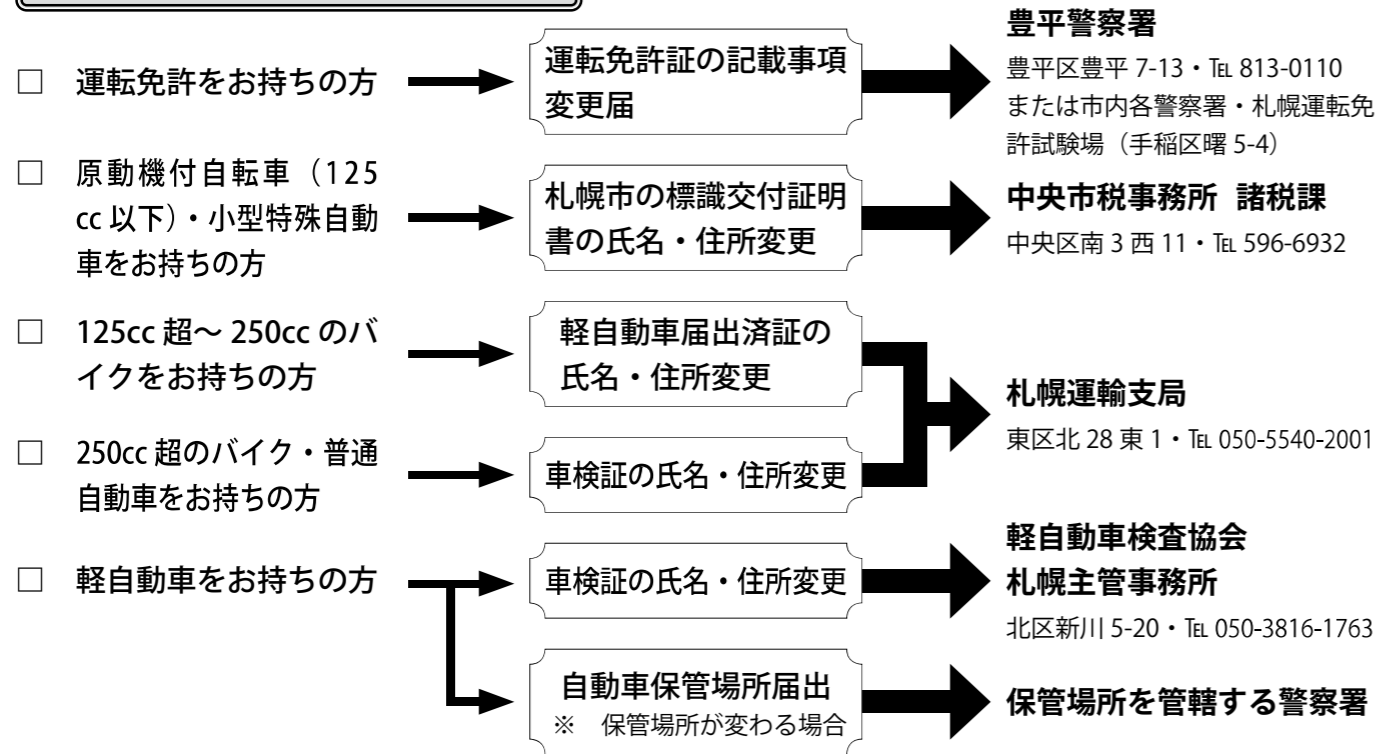 □ 運転免許をお持ちの方
運転免許証の記載事項
変更届
豊平警察署
豊平区豊平 7-13・℡ 813-0110
または市内各警察署・札幌運転免
許試験場（手稲区曙 5-4）
□ 原動機付自転車（125
cc 以下）・小型特殊自動
車をお持ちの方
札幌市の標識交付証明
書の氏名・住所変更
中央市税事務所 諸税課
中央区南 3 西 11・℡ 596-6932
□ 125cc 超～ 250cc のバ
イクをお持ちの方
軽自動車届出済証の
氏名・住所変更
□ 250cc 超のバイク・普通
自動車をお持ちの方
車検証の氏名・住所変更
札幌運輸支局
東区北 28 東 1・℡ 050-5540-2001
□ 軽自動車をお持ちの方
車検証の氏名・住所変更
軽自動車検査協会
札幌主管事務所
北区新川 5-20・℡ 050-3816-1763
自動車保管場所届出
※ 保管場所が変わる場合
保管場所を管轄する警察署